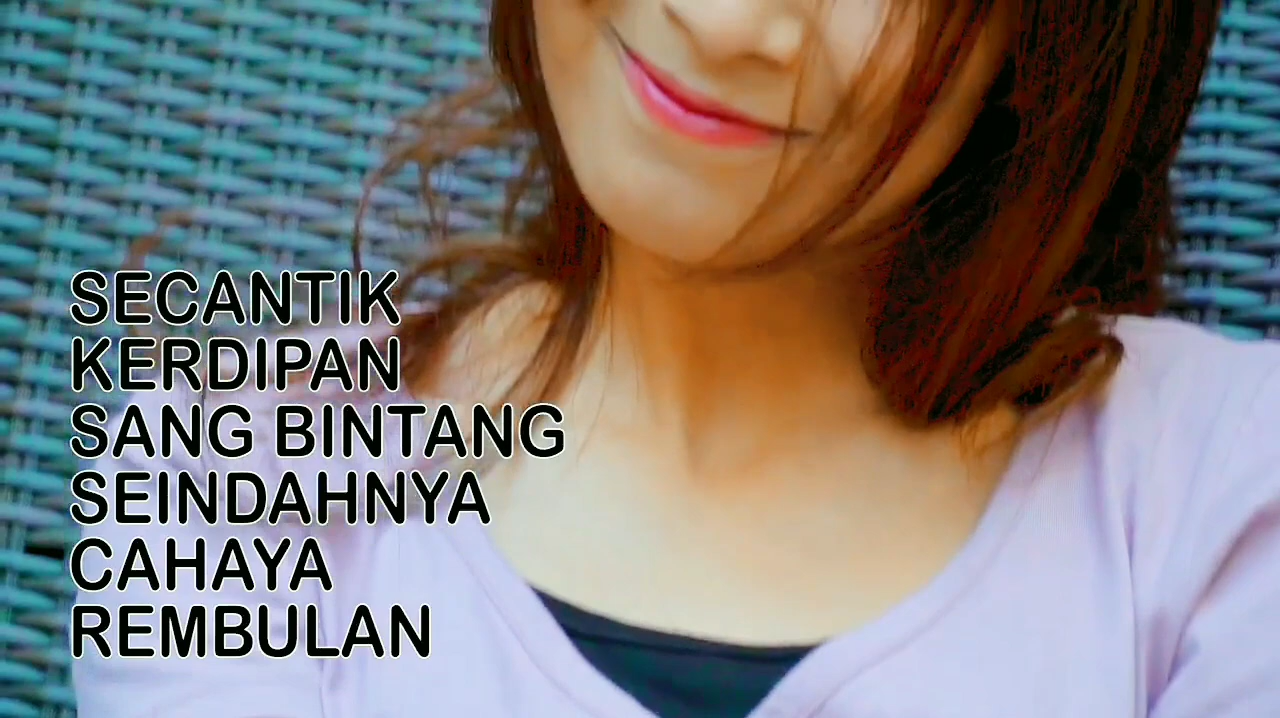 SECANTIK
KERDIPAN
SANG BINTANG
SEINDAHNYA
CAHAYA
REMBULAN